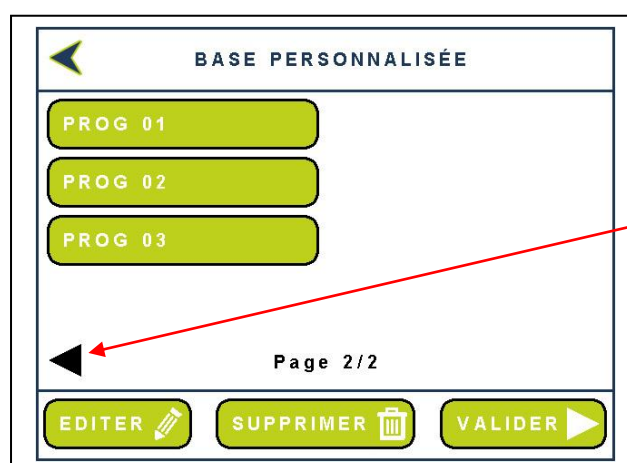 BASE PERSONNALISÉE
PROG 01
PROG 02
PROG 03
Page 2/2
EDITER SUPPRIMER VALIDER